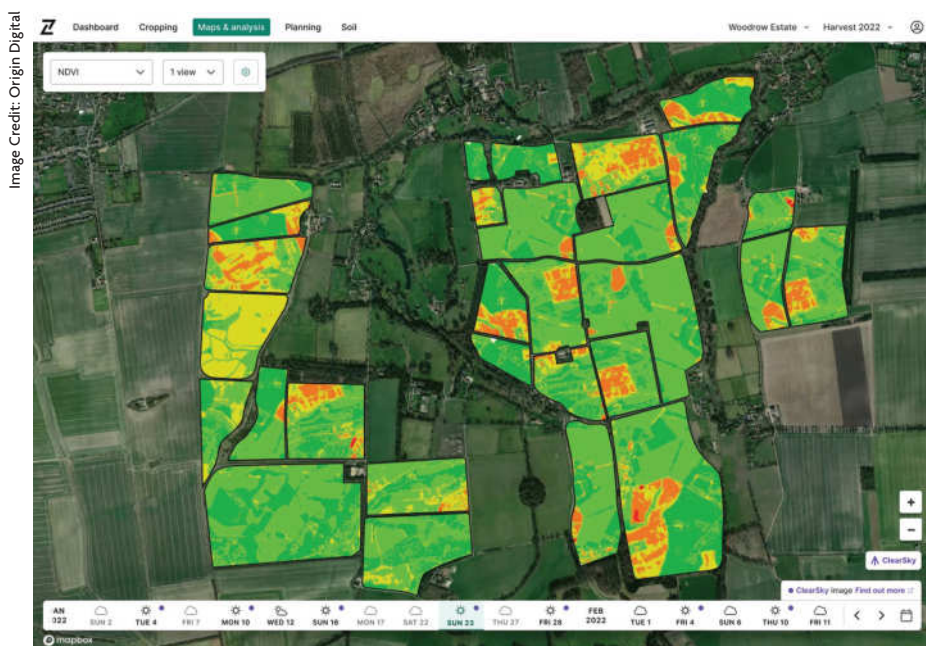 Image Credit: Origin Digital
Dashboard Cropping Maps & analysis Planning Soil Woodrow Estate Harvest 2022
NDVI 1 view
+
−
ClearSky
ClearSky image Find out more
AN 2022 SUN 2 TUE 4 FRI 7 MON 10 WED 12 SUN 16 MON 17 SAT 22 SUN 23 THU 27 FRI 28 FEB 2022 TUE 1 FRI 4 SUN 6 THU 10 FRI 11
mapbox